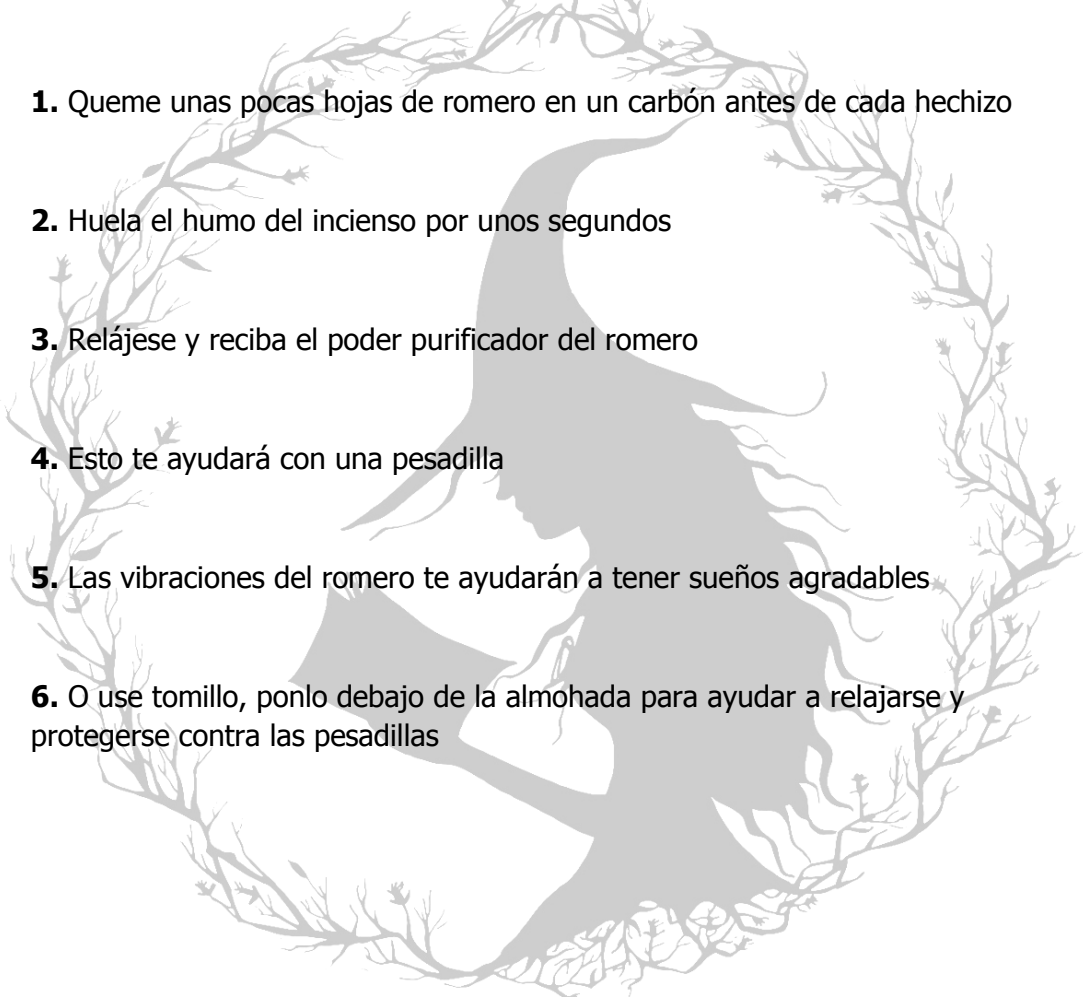 1. Queme unas pocas hojas de romero en un carbón antes de cada hechizo
2. Huela el humo del incienso por unos segundos
3. Relájese y reciba el poder purificador del romero
4. Esto te ayudará con una pesadilla
5. Las vibraciones del romero te ayudarán a tener sueños agradables
6. O use tomillo, ponlo debajo de la almohada para ayudar a relajarse y
protegerse contra las pesadillas